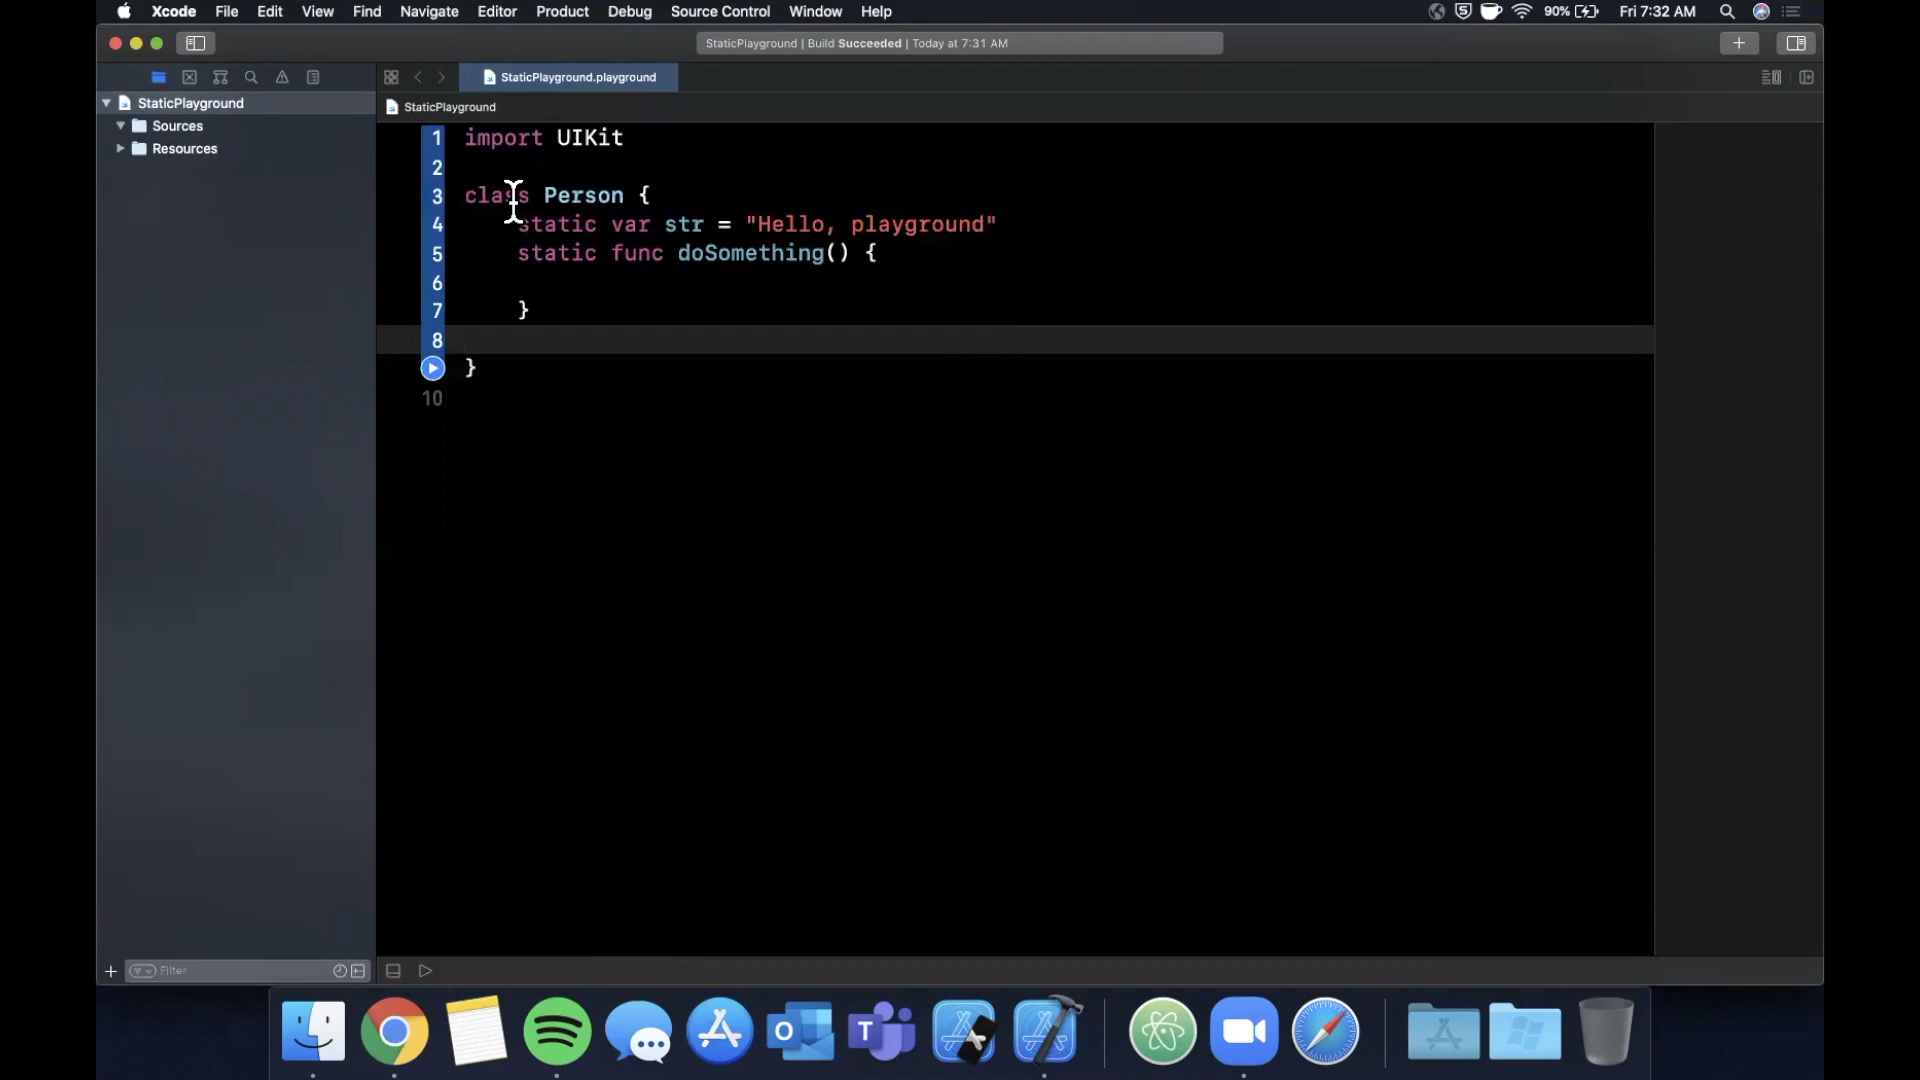 Xcode File Edit View Find Navigate Editor Product Debug Source Control Window Help 90% Fri 7:32 AM
StaticPlayground | Build Succeeded | Today at 7:31 AM
StaticPlayground.playground
StaticPlayground
StaticPlayground
Sources
Resources
1 import UIKit
2
3 class Person {
4 static var str = "Hello, playground"
5 static func doSomething() {
6
7 }
8
}
10
Filter